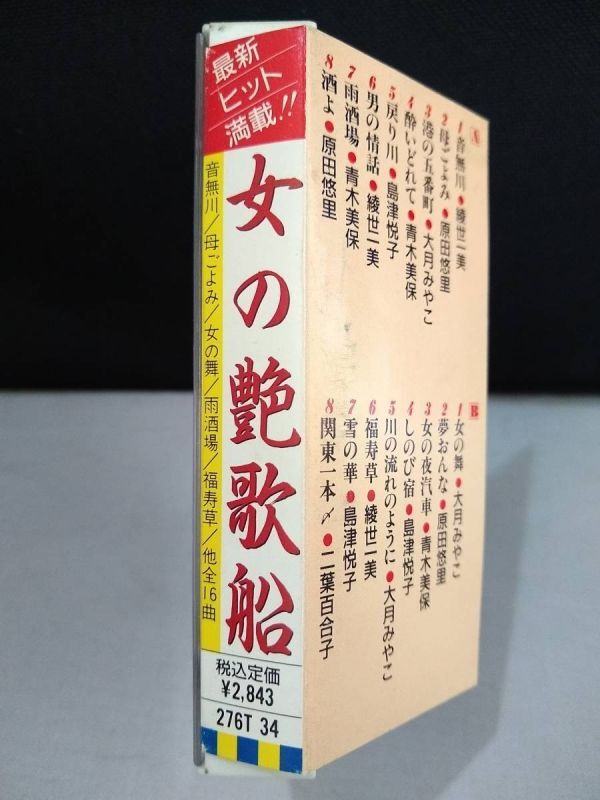 最新
ヒット
満載!!
女の艶歌船
音無川/母ごよみ/女の舞/雨酒場/福寿草/他全16曲
税込定価
¥2,843
276T 34
A
1 音無川●綾世一美
2 母ごよみ●原田悠里
3 港の五番町●大月みやこ
4 酔いどれて●青木美保
5 戻り川●島津悦子
6 男の情話●綾世一美
7 雨酒場●青木美保
8 酒よ●原田悠里
B
1 女の舞●大月みやこ
2 夢おんな●原田悠里
3 女の夜汽車●青木美保
4 しのび宿●島津悦子
5 川の流れのように●大月みやこ
6 福寿草●綾世一美
7 雪の華●島津悦子
8 関東一本〆●二葉百合子